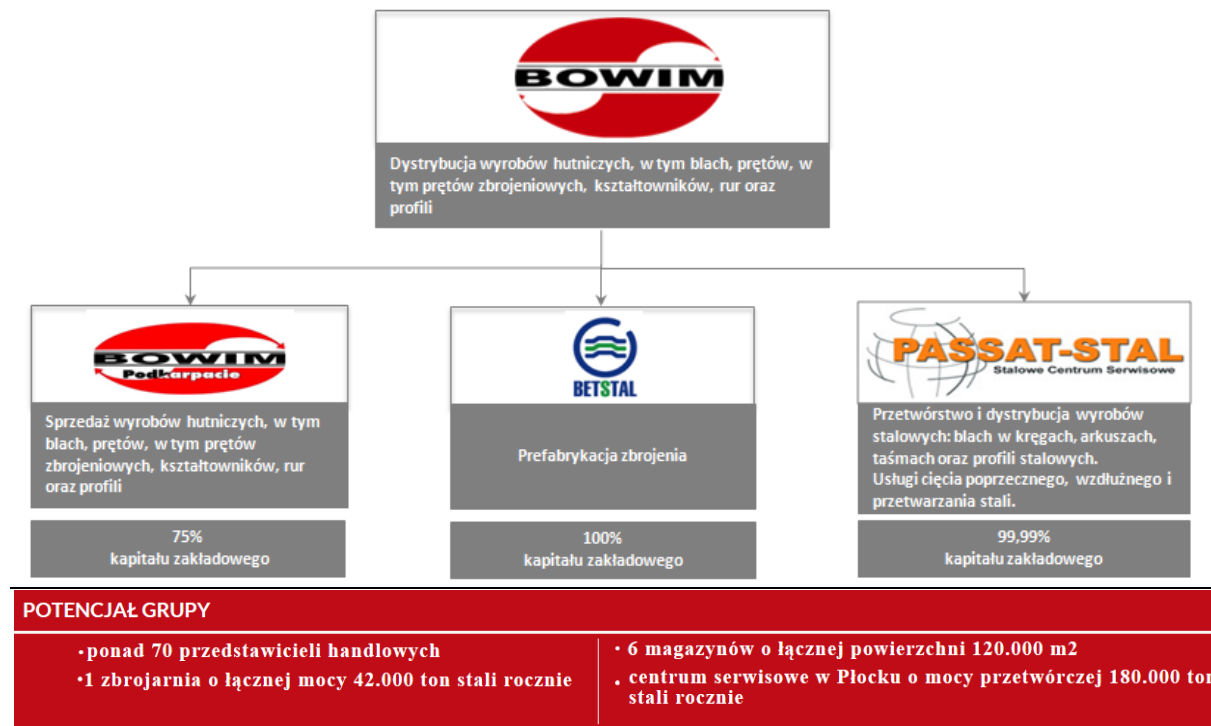 BOWIM
Dystrybucja wyrobów hutniczych, w tym blach, prętów, w
tym prętów zbrojeniowych, kształtowników, rur oraz
profili
BOWIM
Podkarpacie
Sprzedaż wyrobów hutniczych, w tym
blach, prętów, w tym prętów
zbrojeniowych, kształtowników, rur
oraz profili
75%
kapitału zakładowego
BETSTAL
Prefabrykacja zbrojenia
100%
kapitału zakładowego
PASSAT-STAL
Stalowe Centrum Serwisowe
Przetwórstwo i dystrybucja wyrobów
stalowych: blach w kręgach, arkuszach,
taśmach oraz profili stalowych.
Usługi cięcia poprzecznego, wzdłużnego i
przetwarzania stali.
99,99%
kapitału zakładowego
POTENCJAŁ GRUPY
•ponad 70 przedstawicieli handlowych
•1 zbrojarnia o łącznej mocy 42.000 ton stali rocznie
• 6 magazynów o łącznej powierzchni 120.000 m2
• centrum serwisowe w Płocku o mocy przetwórczej 180.000
stali rocznie